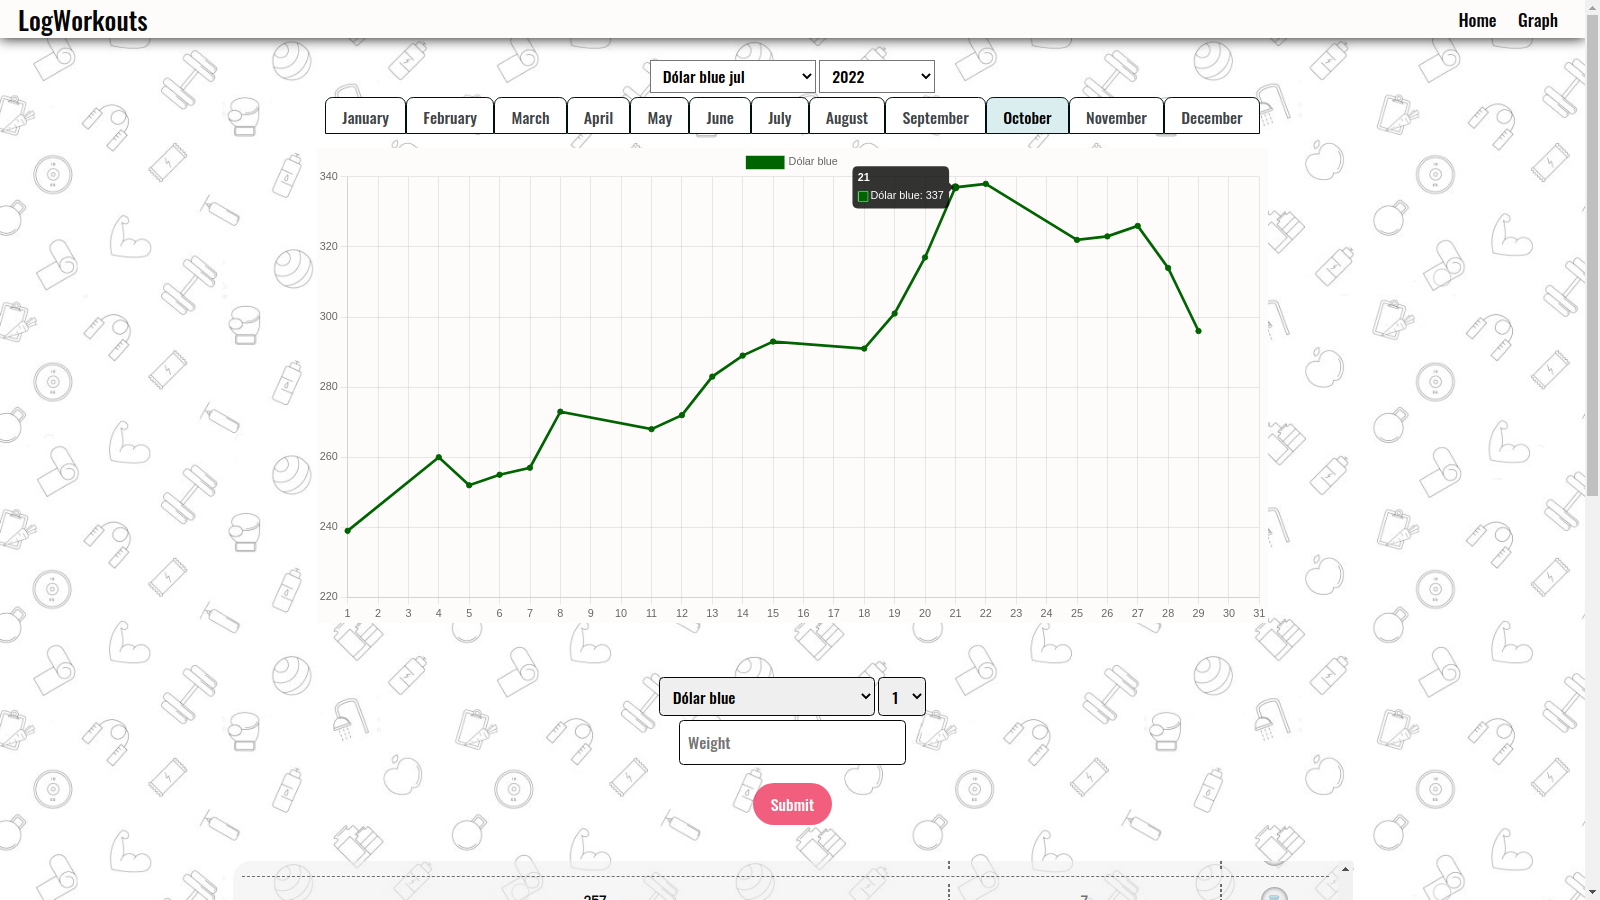 LogWorkouts Home Graph
Dólar blue jul 2022
January February March April May June July August September October November December
Dólar blue
21
Dólar blue: 337
340
320
300
280
260
240
220
1 2 3 4 5 6 7 8 9 10 11 12 13 14 15 16 17 18 19 20 21 22 23 24 25 26 27 28 29 30 31
Dólar blue 1
Weight
Submit
257 7